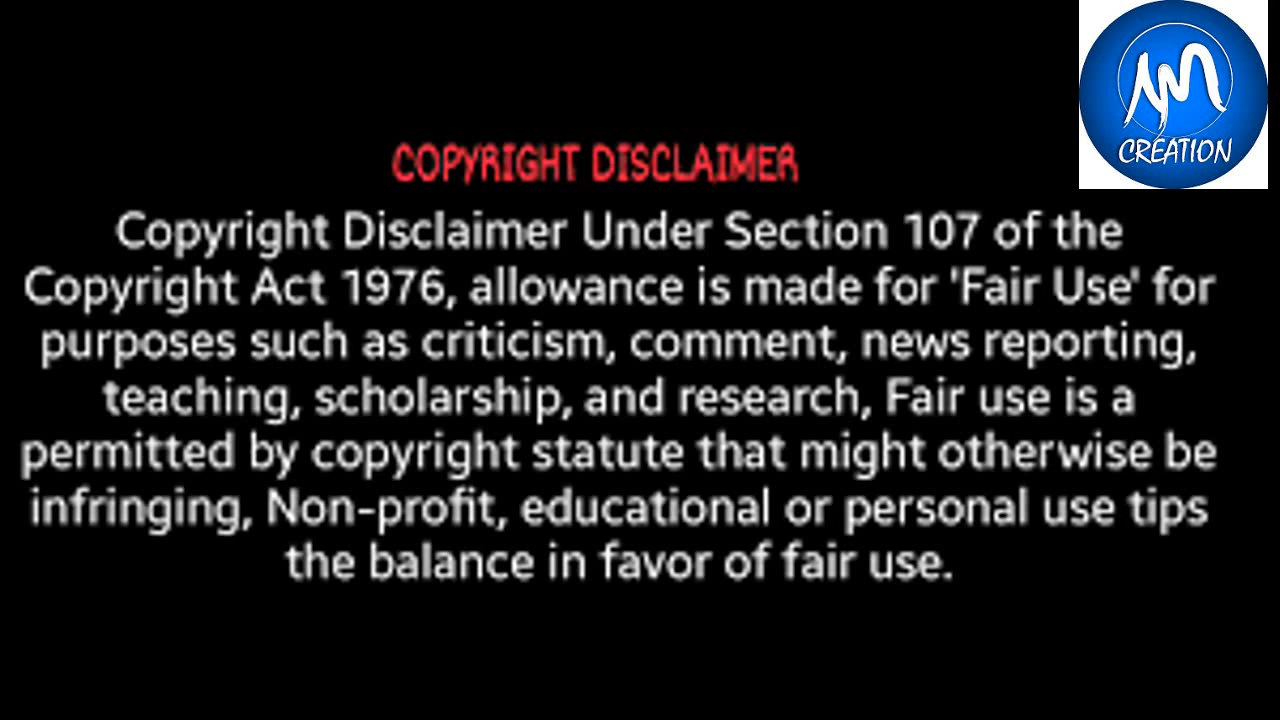 CREATION
COPYRIGHT DISCLAIMER
Copyright Disclaimer Under Section 107 of the
Copyright Act 1976, allowance is made for 'Fair Use' for
purposes such as criticism, comment, news reporting,
teaching, scholarship, and research, Fair use is a
permitted by copyright statute that might otherwise be
infringing, Non-profit, educational or personal use tips
the balance in favor of fair use.